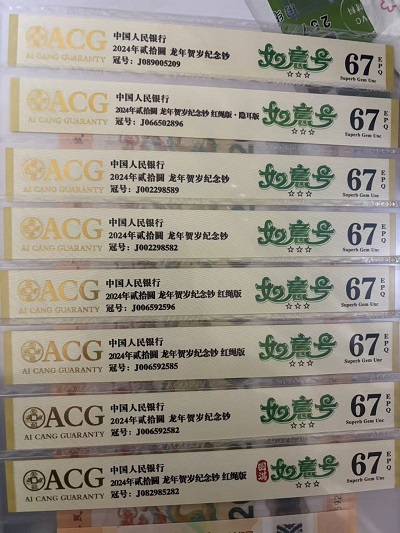 ACG
AI CANG GUARANTY
中国人民银行
2024年贰拾圆 龙年贺岁纪念钞
冠号：J089005209
如意号
☆☆☆
67 EPQ
Superb Gem Unc
ACG
AI CANG GUARANTY
中国人民银行
2024年贰拾圆 龙年贺岁纪念钞 红绳版·隐耳版
冠号：J066502896
如意号
☆☆☆
67 EPQ
Superb Gem Unc
ACG
AI CANG GUARANTY
中国人民银行
2024年贰拾圆 龙年贺岁纪念钞
冠号：J002298589
如意号
☆☆☆
67 EPQ
Superb Gem Unc
ACG
AI CANG GUARANTY
中国人民银行
2024年贰拾圆 龙年贺岁纪念钞
冠号：J002298582
如意号
☆☆☆
67 EPQ
Superb Gem Unc
ACG
AI CANG GUARANTY
中国人民银行
2024年贰拾圆 龙年贺岁纪念钞 红绳版
冠号：J006592596
如意号
☆☆☆
67 EPQ
Superb Gem Unc
ACG
AI CANG GUARANTY
中国人民银行
2024年贰拾圆 龙年贺岁纪念钞 红绳版
冠号：J006592585
如意号
☆☆☆
67 EPQ
Superb Gem Unc
ACG
AI CANG GUARANTY
中国人民银行
2024年贰拾圆 龙年贺岁纪念钞
冠号：J006592582
如意号
☆☆☆
67 EPQ
Superb Gem Unc
ACG
AI CANG GUARANTY
中国人民银行
2024年贰拾圆 龙年贺岁纪念钞 红绳版
冠号：J082985282
圆满 如意号
☆☆☆
67 EPQ
Superb Gem Unc